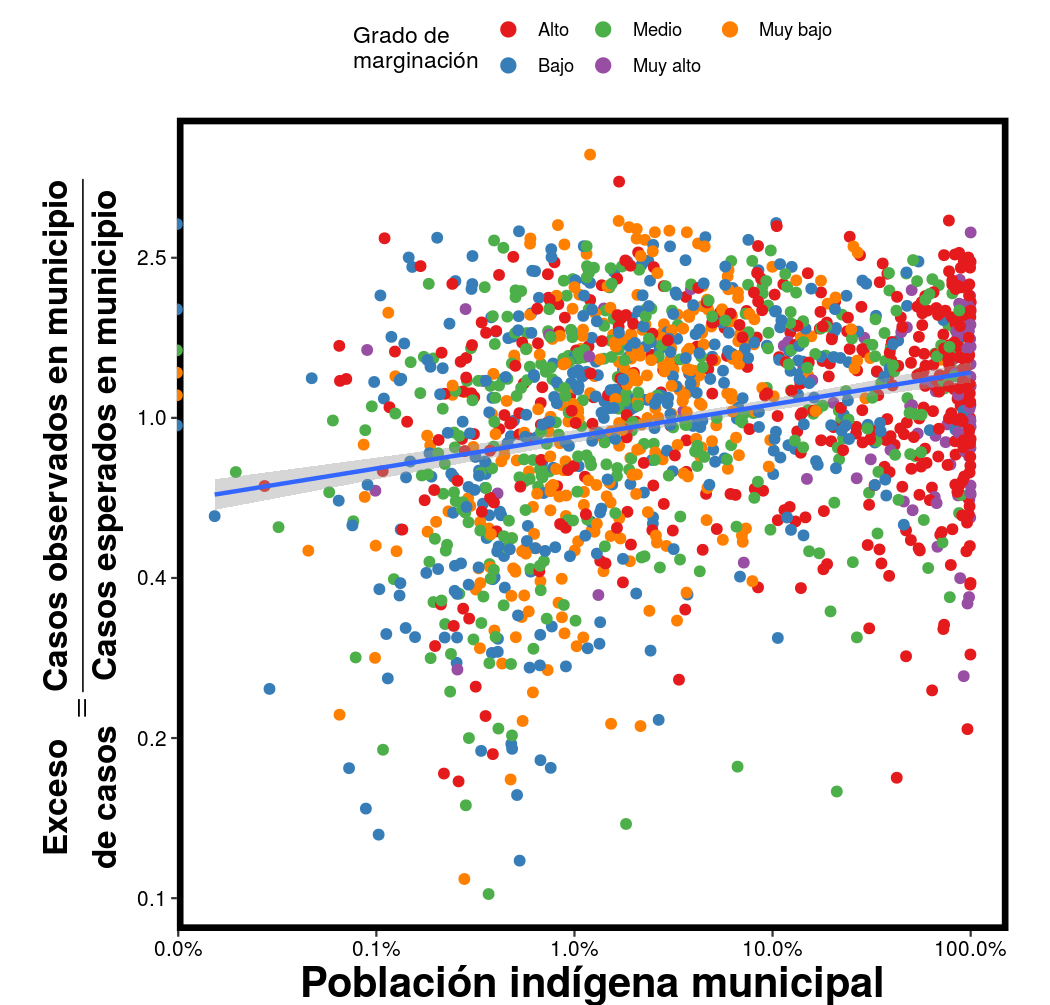 Grado de
marginación
Alto
Medio
Muy bajo
Bajo
Muy alto
Exceso
de casos
=
Casos observados en municipio
Casos esperados en municipio
2.5
1.0
0.4
0.2
0.1
0.0%
0.1%
1.0%
10.0%
100.0%
Población indígena municipal